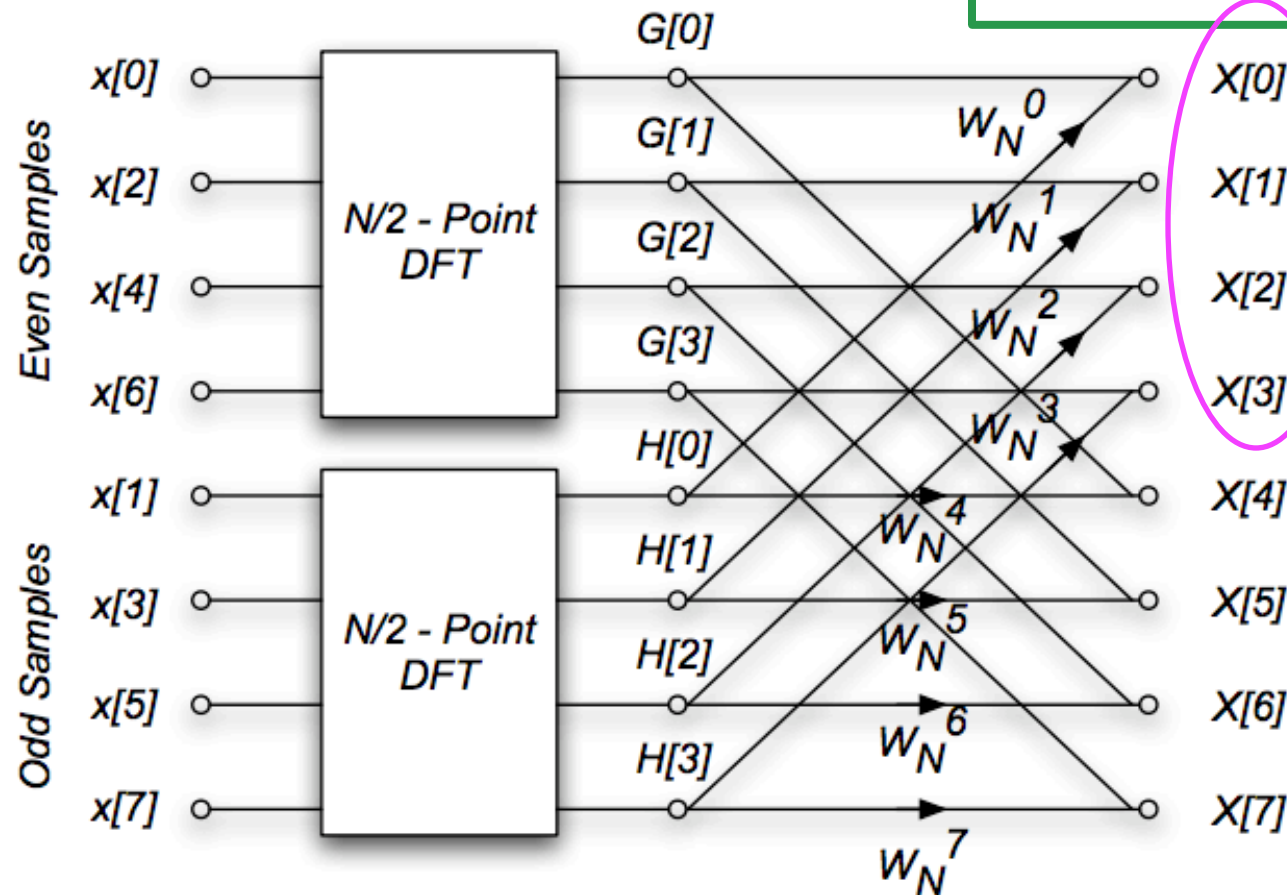 G[0]
x[0]
X[0]
W_N^0
G[1]
x[2]
X[1]
W_N^1
G[2]
x[4]
X[2]
W_N^2
G[3]
x[6]
X[3]
W_N^3
Even Samples
N/2 - Point
DFT
H[0]
x[1]
X[4]
W_N^4
H[1]
x[3]
X[5]
W_N^5
H[2]
x[5]
X[6]
W_N^6
H[3]
x[7]
X[7]
W_N^7
Odd Samples
N/2 - Point
DFT